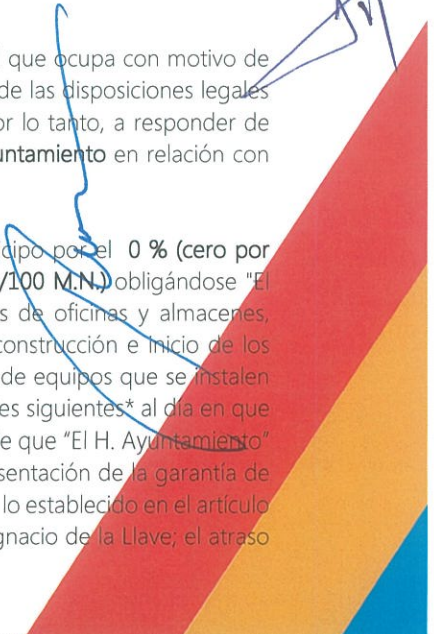 que ocupa con motivo de
de las disposiciones legales
or lo tanto, a responder de
untamiento en relación con
cipo por el 0 % (cero por
/100 M.N.) obligándose "El
s de oficinas y almacenes,
construcción e inicio de los
de equipos que se instalen
es siguientes* al día en que
e que "El H. Ayuntamiento"
sentación de la garantía de
lo establecido en el artículo
gnacio de la Llave; el atraso